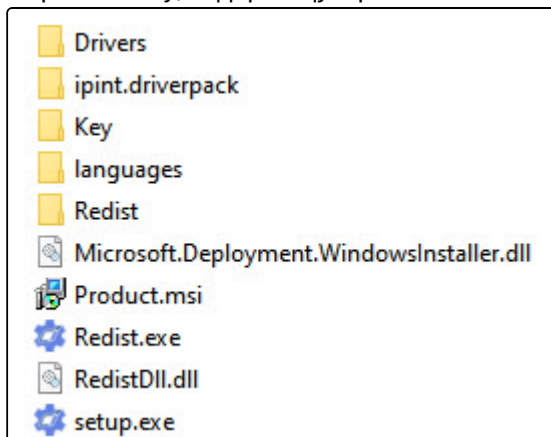 Drivers
ipint.driverpack
Key
languages
Redist
Microsoft.Deployment.WindowsInstaller.dll
Product.msi
Redist.exe
RedistDll.dll
setup.exe